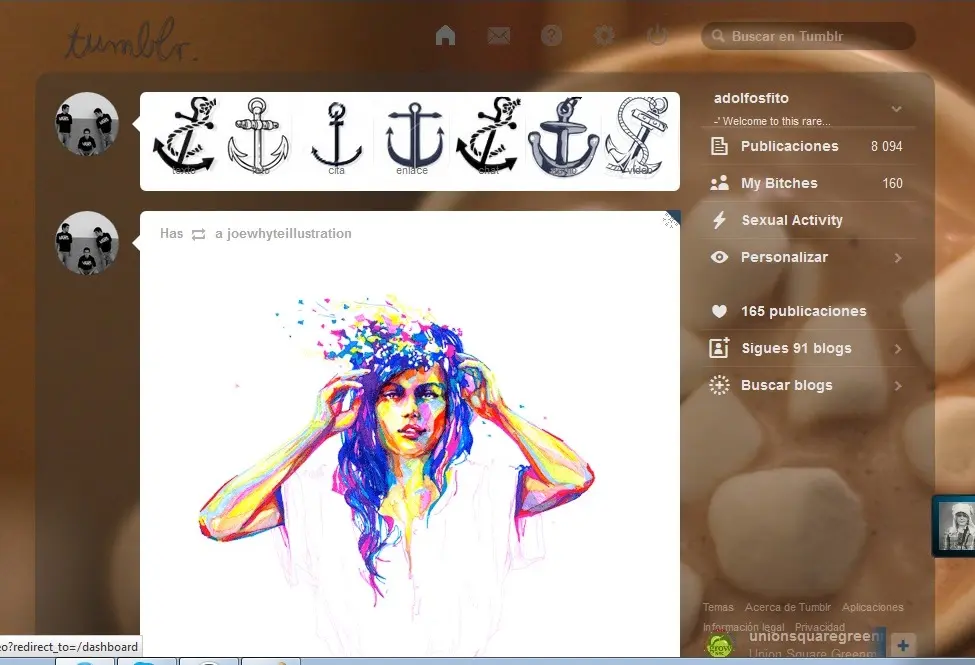 tumblr.
Buscar en Tumblr
texto
foto
cita
enlace
chat
audio
vídeo
Has a joewhyteillustration
adolfosfito
-' Welcome to this rare...
Publicaciones 8 094
My Bitches 160
Sexual Activity
Personalizar
165 publicaciones
Sigues 91 blogs
Buscar blogs
Temas Acerca de Tumblr Aplicaciones
Información legal Privacidad
unionsquaregreen
Union Square Greenm
eo?redirect_to=/dashboard